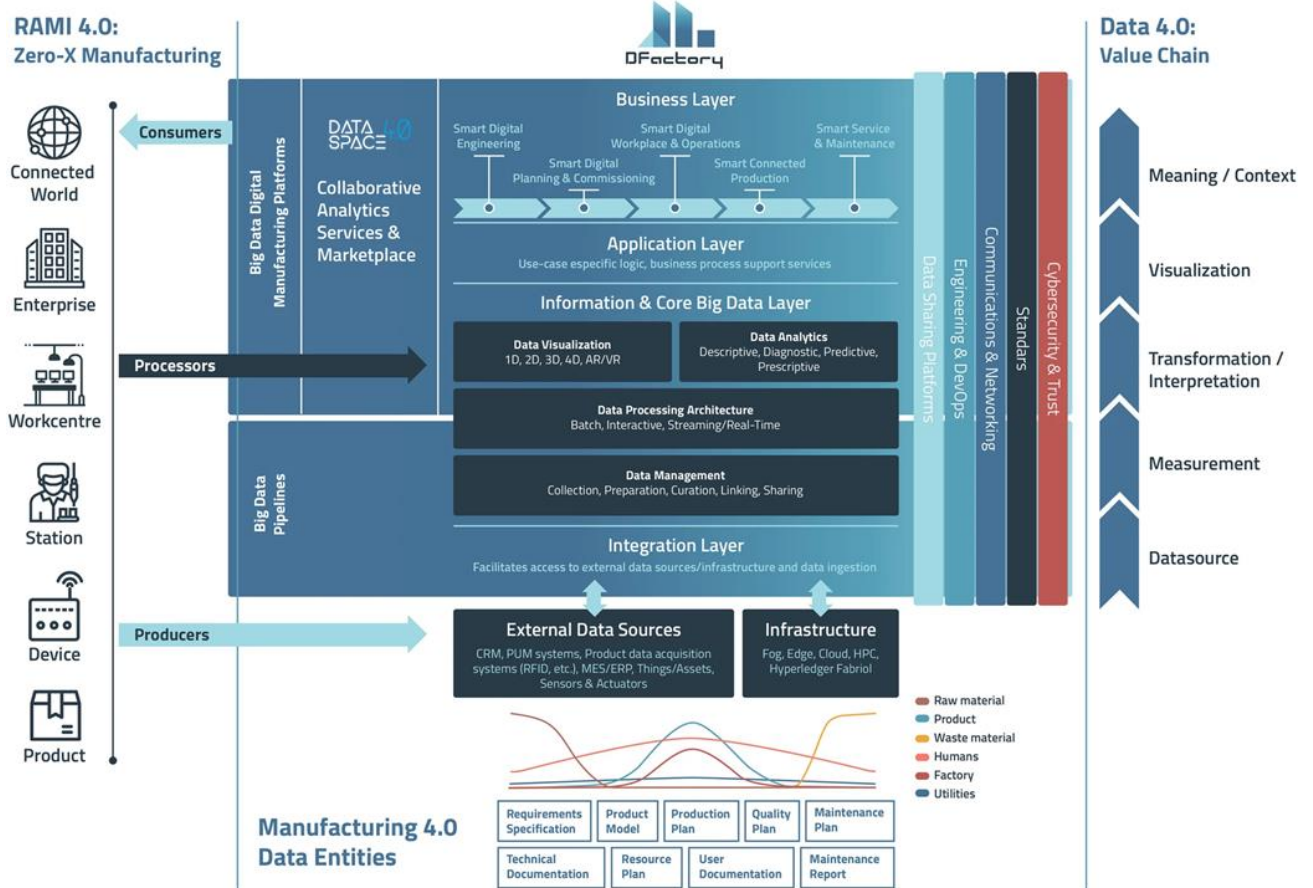 RAMI 4.0:
Zero-X Manufacturing
DFactory
Data 4.0:
Value Chain
Connected
World
Enterprise
Workcentre
Station
Device
Product
Consumers
Processors
Producers
Big Data Digital
Manufacturing Platforms
Big Data
Pipelines
DATA
SPACE 4.0
Collaborative
Analytics
Services &
Marketplace
Business Layer
Smart Digital
Engineering
Smart Digital
Planning & Commissioning
Smart Digital
Workplace & Operations
Smart Connected
Production
Smart Service
& Maintenance
Application Layer
Use-case especific logic, business process support services
Information & Core Big Data Layer
Data Visualization
1D, 2D, 3D, 4D, AR/VR
Data Analytics
Descriptive, Diagnostic, Predictive,
Prescriptive
Data Processing Architecture
Batch, Interactive, Streaming/Real-Time
Data Management
Collection, Preparation, Curation, Linking, Sharing
Integration Layer
Facilitates access to external data sources/infrastructure and data ingestion
External Data Sources
CRM, PUM systems, Product data acquisition
systems (RFID, etc.), MES/ERP, Things/Assets,
Sensors & Actuators
Infrastructure
Fog, Edge, Cloud, HPC,
Hyperledger Fabriol
Data Sharing Platforms
Engineering & DevOps
Communications & Networking
Standars
Cybersecurity & Trust
Meaning / Context
Visualization
Transformation /
Interpretation
Measurement
Datasource
Raw material
Product
Waste material
Humans
Factory
Utilities
Manufacturing 4.0
Data Entities
Requirements
Specification
Product
Model
Production
Plan
Quality
Plan
Maintenance
Plan
Technical
Documentation
Resource
Plan
User
Documentation
Maintenance
Report